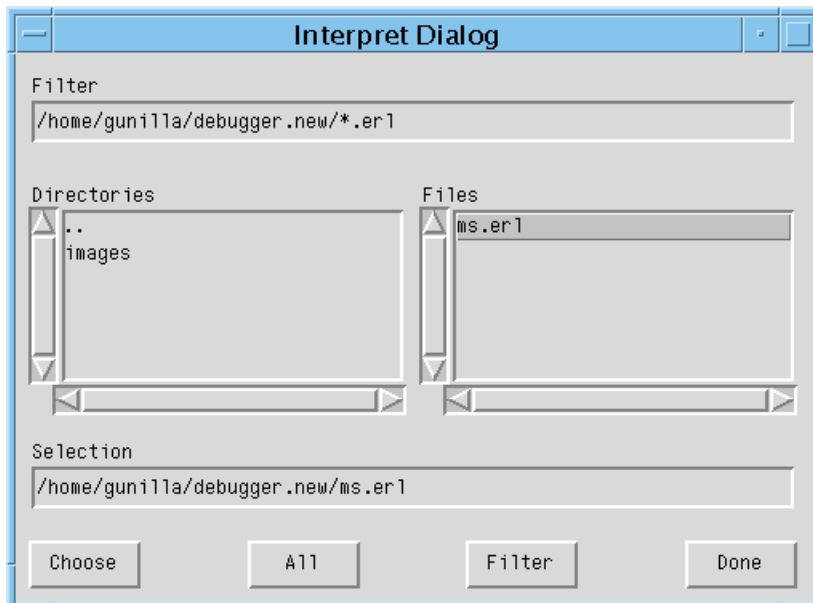 Interpret Dialog
Filter
/home/gunilla/debugger.new/*.erl
Directories
Files
..
ms.erl
images
Selection
/home/gunilla/debugger.new/ms.erl
Choose
All
Filter
Done